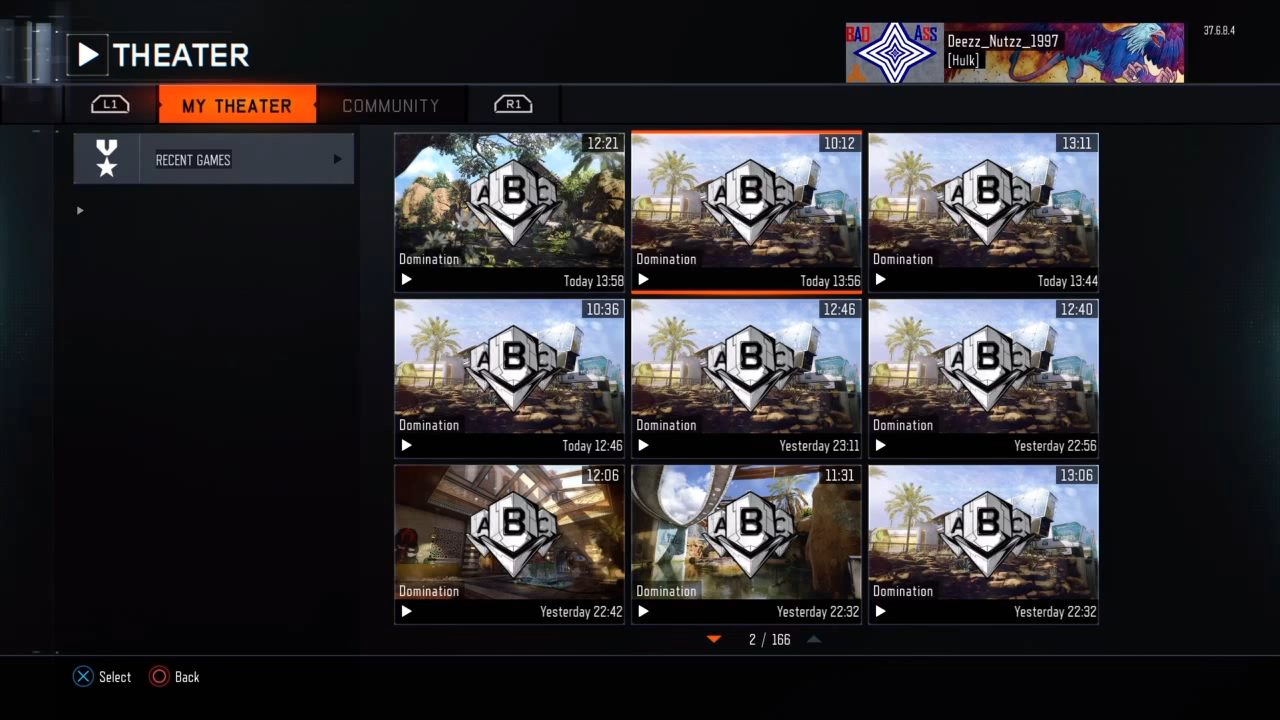 THEATER
BAD ASS
Deezz_Nutzz_1997
[Hulk]
37.6.8.4
L1
MY THEATER
COMMUNITY
R1
RECENT GAMES
12:21
A B C
Domination
Today 13:58
10:12
A B C
Domination
Today 13:56
13:11
A B C
Domination
Today 13:44
10:36
A B C
Domination
Today 12:46
12:46
A B C
Domination
Yesterday 23:11
12:40
A B C
Domination
Yesterday 22:56
12:06
A B C
Domination
Yesterday 22:42
11:31
A B C
Domination
Yesterday 22:32
13:06
A B C
Domination
Yesterday 22:32
2 / 166
Select
Back